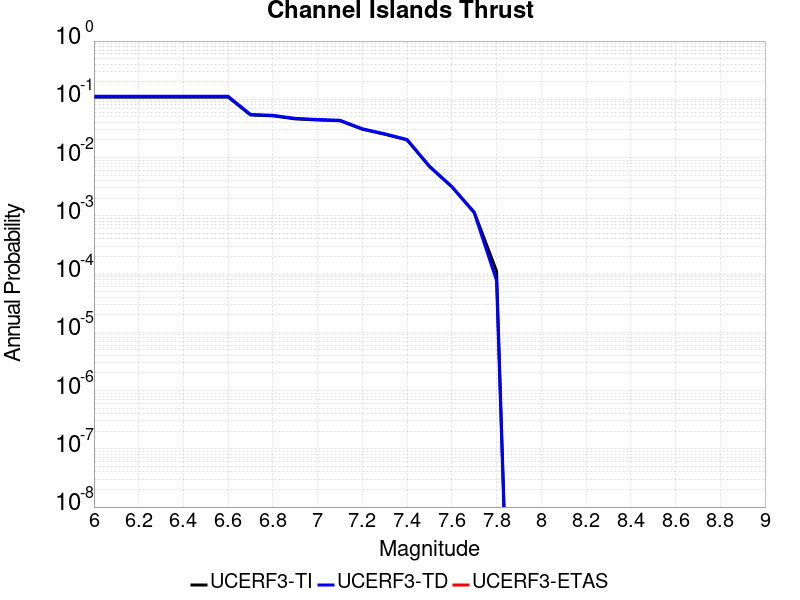 Channel Islands Thrust
10^0
10^-1
10^-2
10^-3
10^-4
10^-5
10^-6
10^-7
10^-8
Annual Probability
6 6.2 6.4 6.6 6.8 7 7.2 7.4 7.6 7.8 8 8.2 8.4 8.6 8.8 9
Magnitude
UCERF3-TI UCERF3-TD UCERF3-ETAS